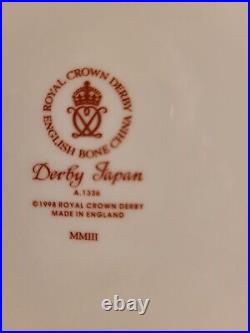 ROYAL CROWN DERBY
ENGLISH BONE CHINA
Derby Japan
A.1336
©1998 ROYAL CROWN DERBY
MADE IN ENGLAND
MMIII